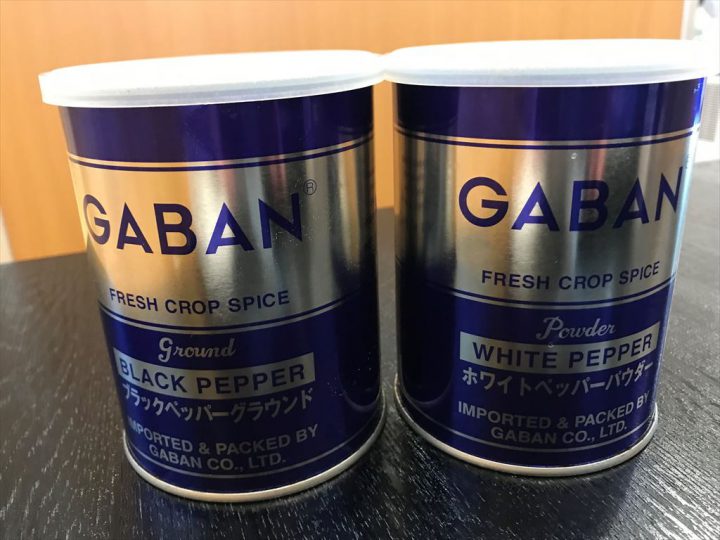 GABAN®
FRESH CROP SPICE
Ground
BLACK PEPPER
ブラックペッパーグラウンド
IMPORTED & PACKED BY
GABAN CO., LTD.
GABAN
FRESH CROP SPICE
Powder
WHITE PEPPER
ホワイトペッパーパウダー
IMPORTED & PACKED BY
GABAN CO., LTD.